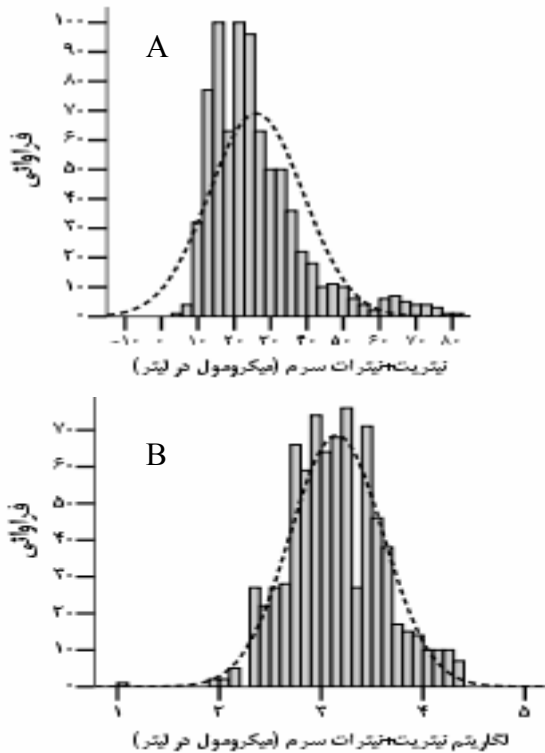 A
۱۰۰
۹۰
۸۰
۷۰
۶۰
۵۰
۴۰
۳۰
۲۰
۱۰
۰
فراوانی
-۱۰ ۰ ۱۰ ۲۰ ۳۰ ۴۰ ۵۰ ۶۰ ۷۰ ۸۰
نیتریت+نیترات سرم (میکرومول در لیتر)
B
۷۰
۶۰
۵۰
۴۰
۳۰
۲۰
۱۰
۰
فراوانی
۱ ۲ ۳ ۴ ۵
لگاریتم نیتریت+نیترات سرم (میکرومول در لیتر)